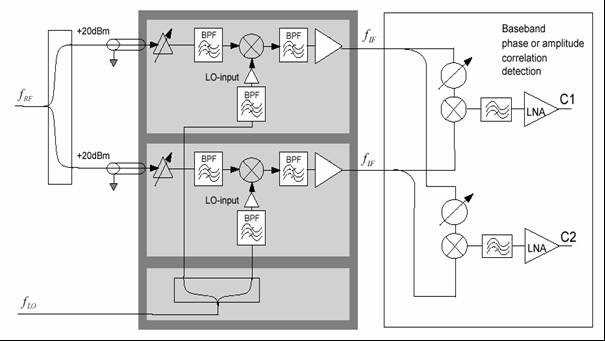 +20dBm
BPF
BPF
f_IF
LO-input
BPF
f_RF
+20dBm
BPF
BPF
f_IF
LO-input
BPF
f_LO
Baseband
phase or amplitude
correlation
detection
LNA
C1
LNA
C2